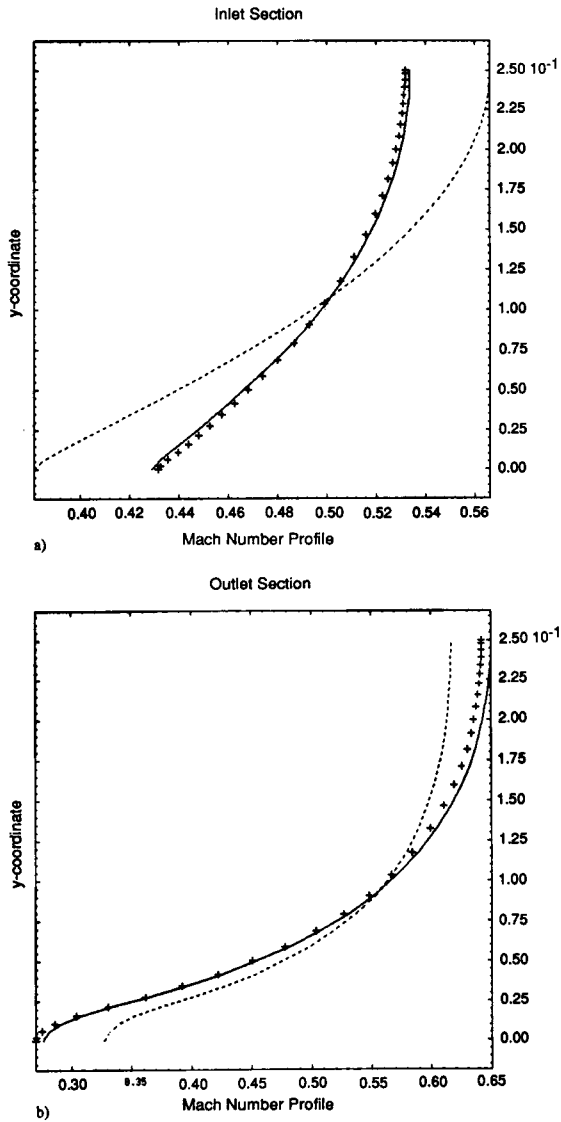 Inlet Section
2.50 10-1
2.25
2.00
1.75
1.50
1.25
1.00
0.75
0.50
0.25
0.00
y-coordinate
0.40 0.42 0.44 0.46 0.48 0.50 0.52 0.54 0.56
Mach Number Profile
a)
Outlet Section
2.50 10-1
2.25
2.00
1.75
1.50
1.25
1.00
0.75
0.50
0.25
0.00
y-coordinate
0.30 0.35 0.40 0.45 0.50 0.55 0.60 0.65
Mach Number Profile
b)